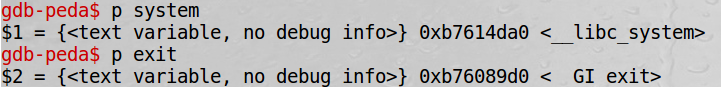 gdb-peda$ p system
$1 = {<text variable, no debug info>} 0xb7614da0 <__libc_system>
gdb-peda$ p exit
$2 = {<text variable, no debug info>} 0xb76089d0 <__GI_exit>